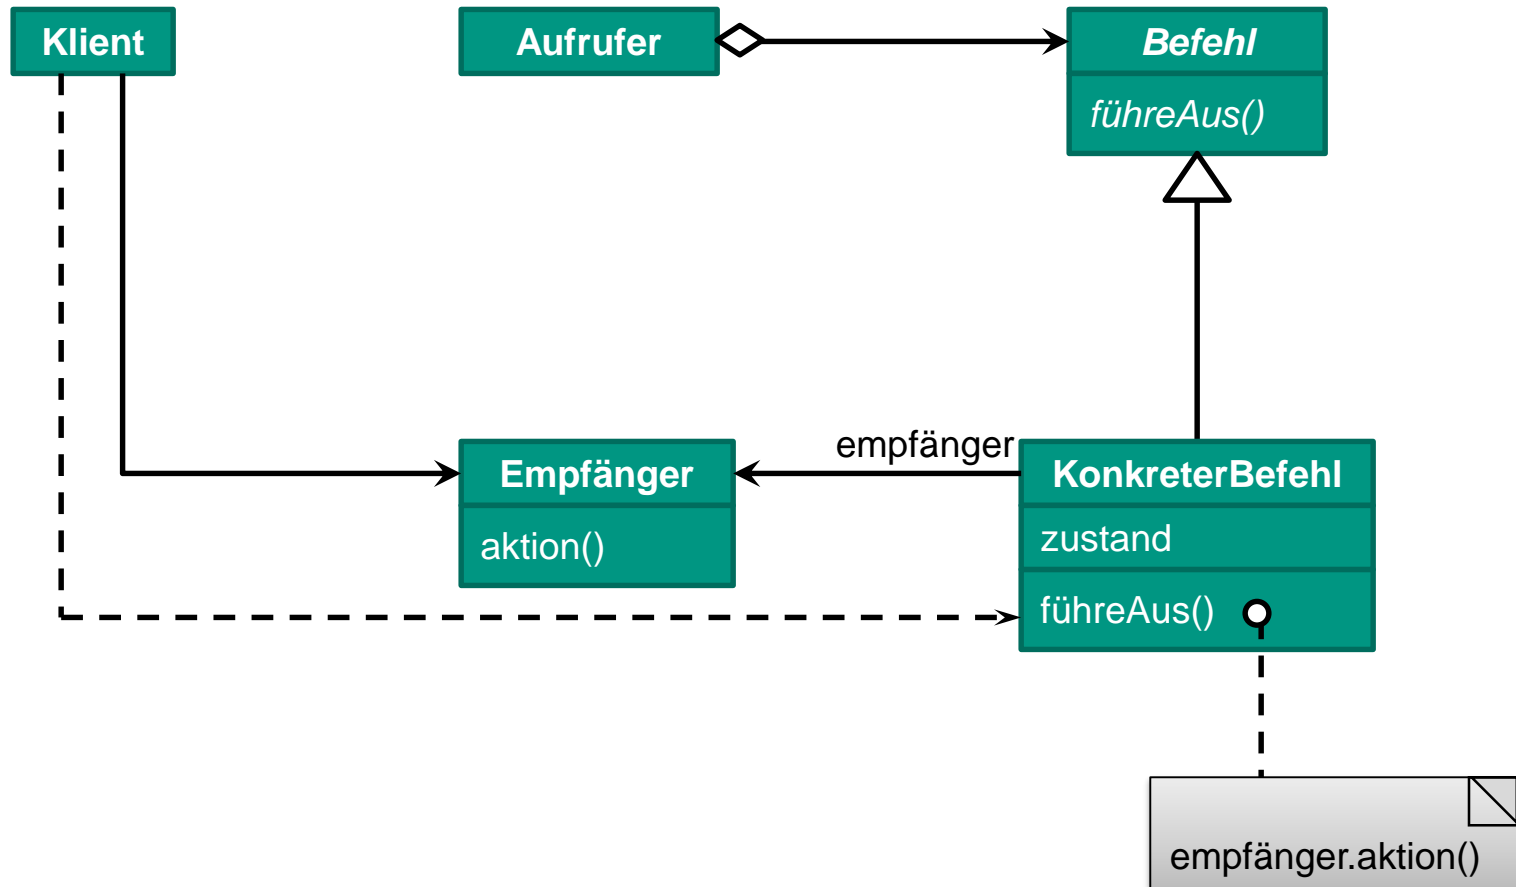 Klient
Aufrufer
Befehl
führeAus()
empfänger
Empfänger
aktion()
KonkreterBefehl
zustand
führeAus()
empfänger.aktion()